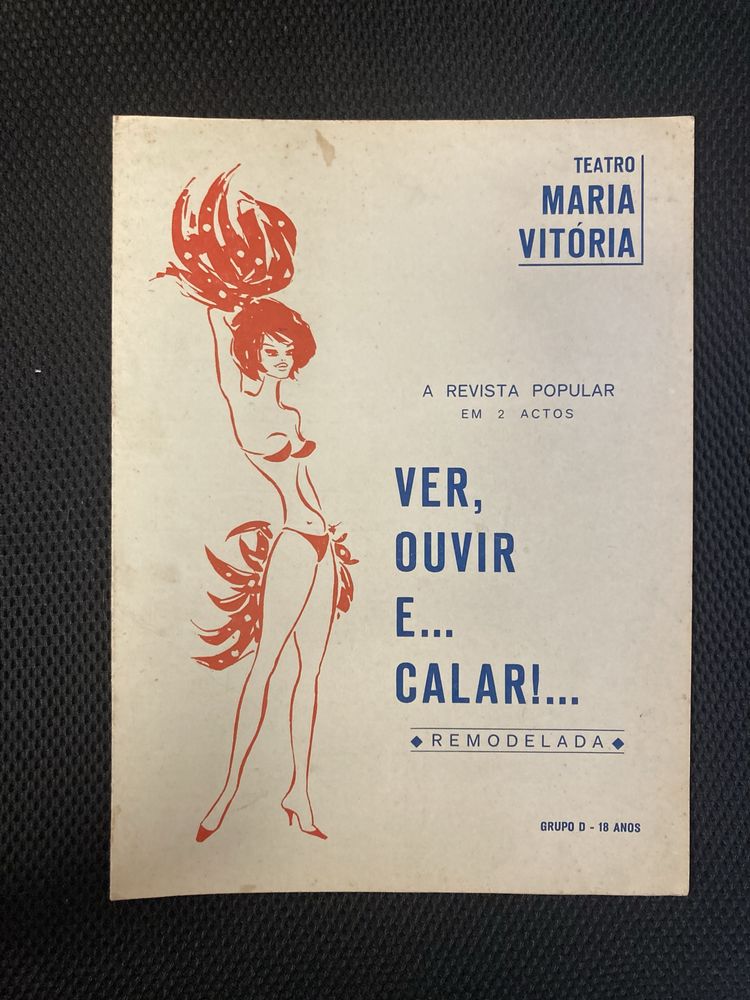 TEATRO
MARIA
VITÓRIA
A REVISTA POPULAR
EM 2 ACTOS
VER,
OUVIR
E...
CALAR!...
◆ REMODELADA ◆
GRUPO D - 18 ANOS